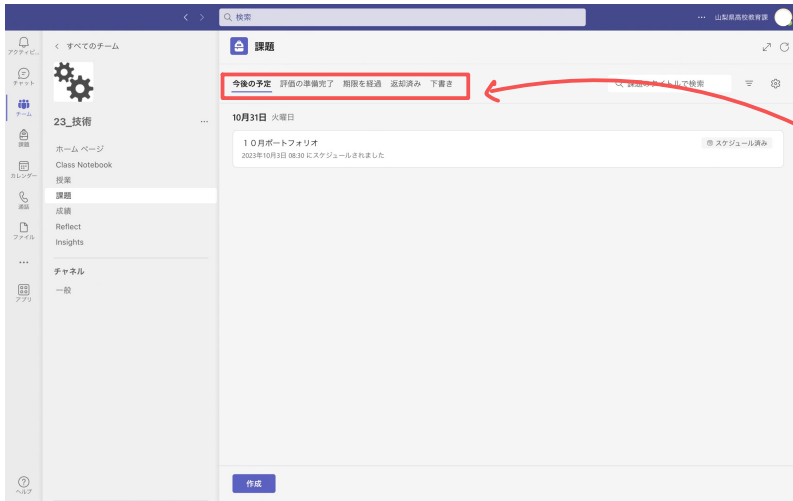 検索
山梨県高校教育課
アクティビ...
チャット
チーム
課題
カレンダー
通話
ファイル
アプリ
ヘルプ
すべてのチーム
23_技術
ホーム ページ
Class Notebook
授業
課題
成績
Reflect
Insights
チャネル
一般
課題
今後の予定 評価の準備完了 期限を経過 返却済み 下書き
課題のタイトルで検索
10月31日 火曜日
１０月ポートフォリオ
2023年10月3日 08:30 にスケジュールされました
スケジュール済み
作成